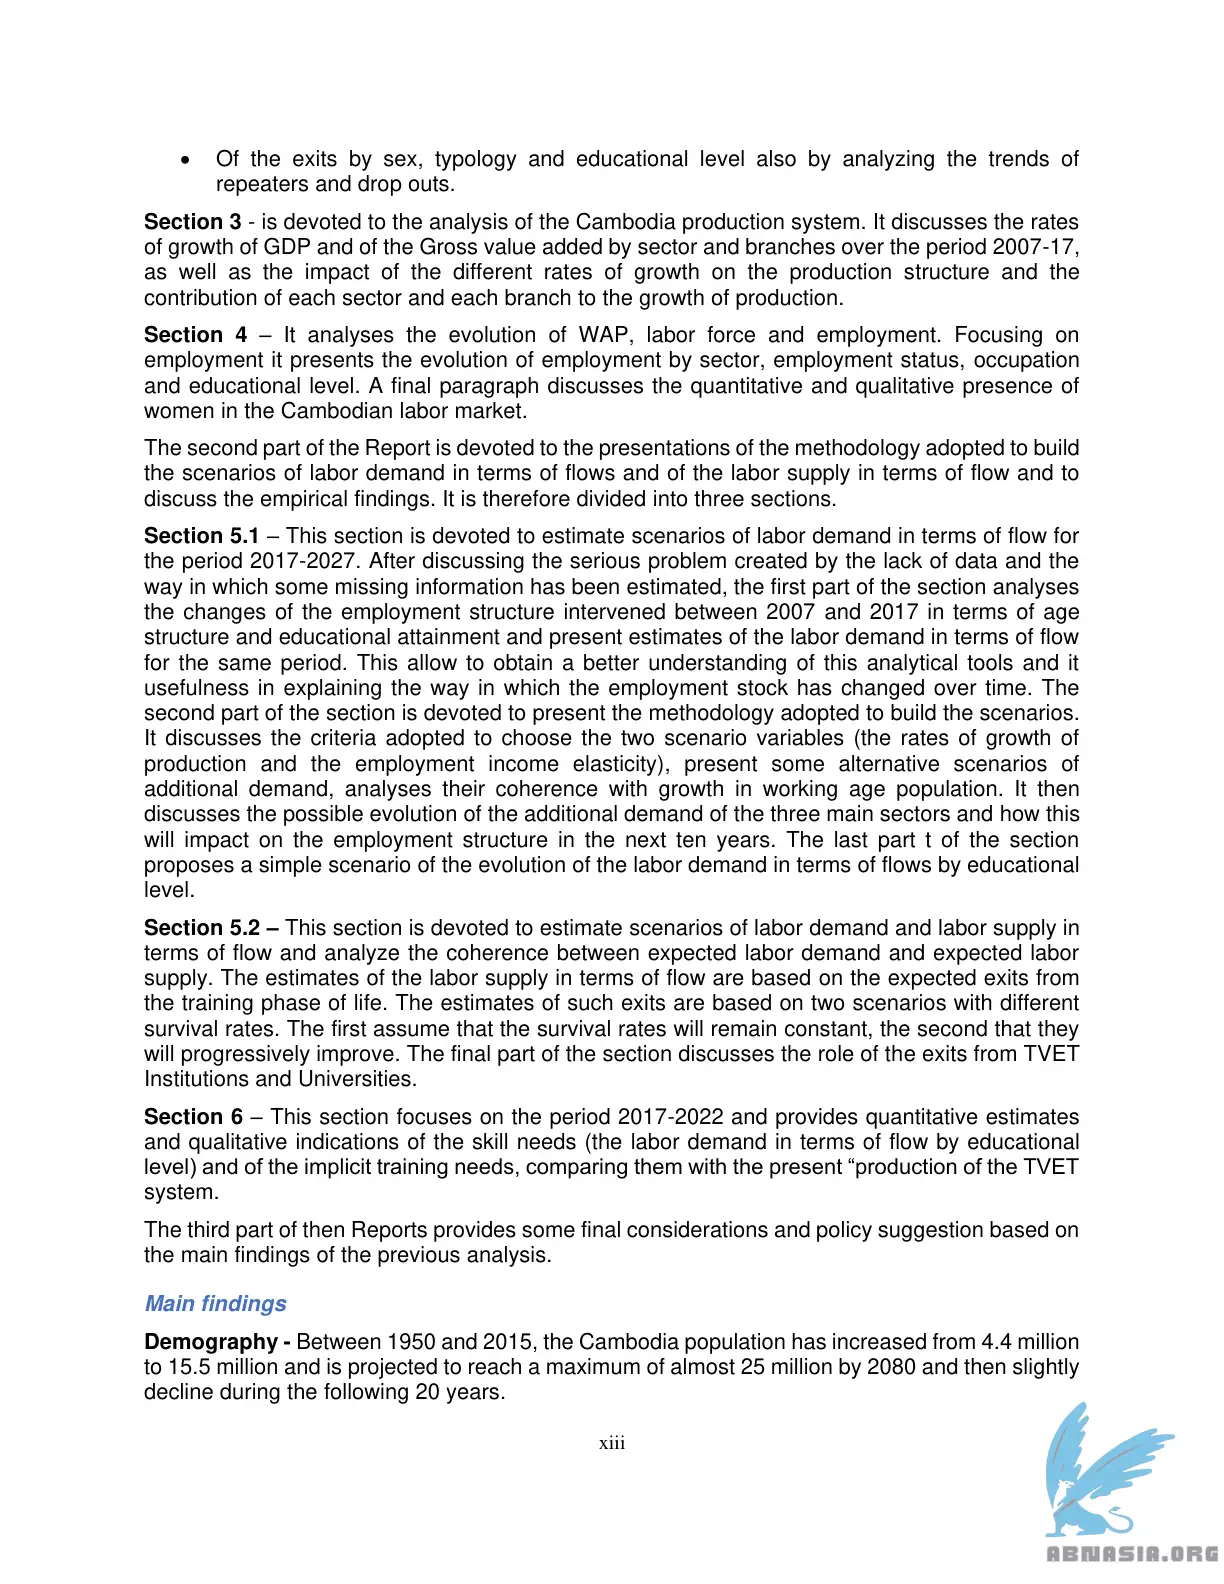 • Of the exits by sex, typology and educational level also by analyzing the trends of
repeaters and drop outs.
Section 3 - is devoted to the analysis of the Cambodia production system. It discusses the rates
of growth of GDP and of the Gross value added by sector and branches over the period 2007-17,
as well as the impact of the different rates of growth on the production structure and the
contribution of each sector and each branch to the growth of production.
Section 4 – It analyses the evolution of WAP, labor force and employment. Focusing on
employment it presents the evolution of employment by sector, employment status, occupation
and educational level. A final paragraph discusses the quantitative and qualitative presence of
women in the Cambodian labor market.
The second part of the Report is devoted to the presentations of the methodology adopted to build
the scenarios of labor demand in terms of flows and of the labor supply in terms of flow and to
discuss the empirical findings. It is therefore divided into three sections.
Section 5.1 – This section is devoted to estimate scenarios of labor demand in terms of flow for
the period 2017-2027. After discussing the serious problem created by the lack of data and the
way in which some missing information has been estimated, the first part of the section analyses
the changes of the employment structure intervened between 2007 and 2017 in terms of age
structure and educational attainment and present estimates of the labor demand in terms of flow
for the same period. This allow to obtain a better understanding of this analytical tools and it
usefulness in explaining the way in which the employment stock has changed over time. The
second part of the section is devoted to present the methodology adopted to build the scenarios.
It discusses the criteria adopted to choose the two scenario variables (the rates of growth of
production and the employment income elasticity), present some alternative scenarios of
additional demand, analyses their coherence with growth in working age population. It then
discusses the possible evolution of the additional demand of the three main sectors and how this
will impact on the employment structure in the next ten years. The last part t of the section
proposes a simple scenario of the evolution of the labor demand in terms of flows by educational
level.
Section 5.2 – This section is devoted to estimate scenarios of labor demand and labor supply in
terms of flow and analyze the coherence between expected labor demand and expected labor
supply. The estimates of the labor supply in terms of flow are based on the expected exits from
the training phase of life. The estimates of such exits are based on two scenarios with different
survival rates. The first assume that the survival rates will remain constant, the second that they
will progressively improve. The final part of the section discusses the role of the exits from TVET
Institutions and Universities.
Section 6 – This section focuses on the period 2017-2022 and provides quantitative estimates
and qualitative indications of the skill needs (the labor demand in terms of flow by educational
level) and of the implicit training needs, comparing them with the present “production of the TVET
system.
The third part of then Reports provides some final considerations and policy suggestion based on
the main findings of the previous analysis.
Main findings
Demography - Between 1950 and 2015, the Cambodia population has increased from 4.4 million
to 15.5 million and is projected to reach a maximum of almost 25 million by 2080 and then slightly
decline during the following 20 years.
xiii
ABNASIA.ORG